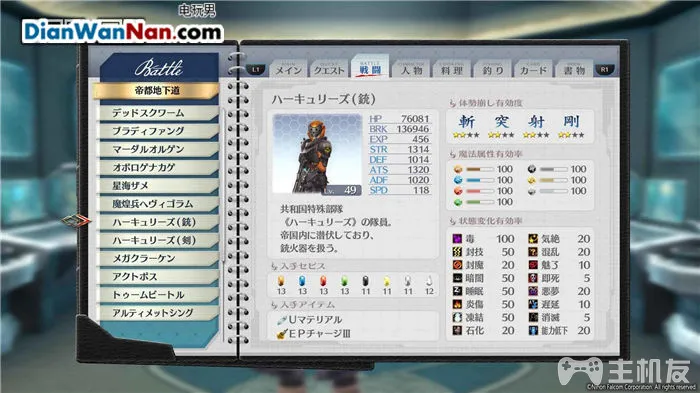 电玩男
DianWanNan.com
Battle
帝都地下道
デッドスクワーム
ブラディファング
マーダルオルゲン
オボロゲナカゲ
星海ザメ
魔煌兵ヘヴィゴラム
ハーキュリーズ(銃)
ハーキュリーズ(剣)
メガクラーケン
アクトボス
トゥームビートル
アルティメットシング
L1 メイン クエスト 戦闘 人物 料理 釣り カード 書物 R1
BATTLE
ハーキュリーズ(銃)
HP 76081
BRK 136946
EXP 456
STR 1314
DEF 1014
ATS 1320
ADF 1020
SPD 118
Lv. 49
共和国特殊部隊
《ハーキュリーズ》の隊員。
帝国内に潜伏しており、
銃火器を扱う。
入手セピス
13 13 13 13 11 11 11 12
入手アイテム
Uマテリアル
EPチャージⅢ
体勢崩し有効度
斬 突 射 剛
魔法属性有効率
100 100
100 100
100 100
100
状態変化有効率
毒 100 気絶 20
封技 50 混乱 20
封魔 50 魅了 10
暗闇 50 即死 5
睡眠 50 悪夢 20
炎傷 50 遅延 10
凍結 50 消滅 5
石化 20 能力低下 20
主机友
©Nihon Falcom Corporation. All rights reserved.